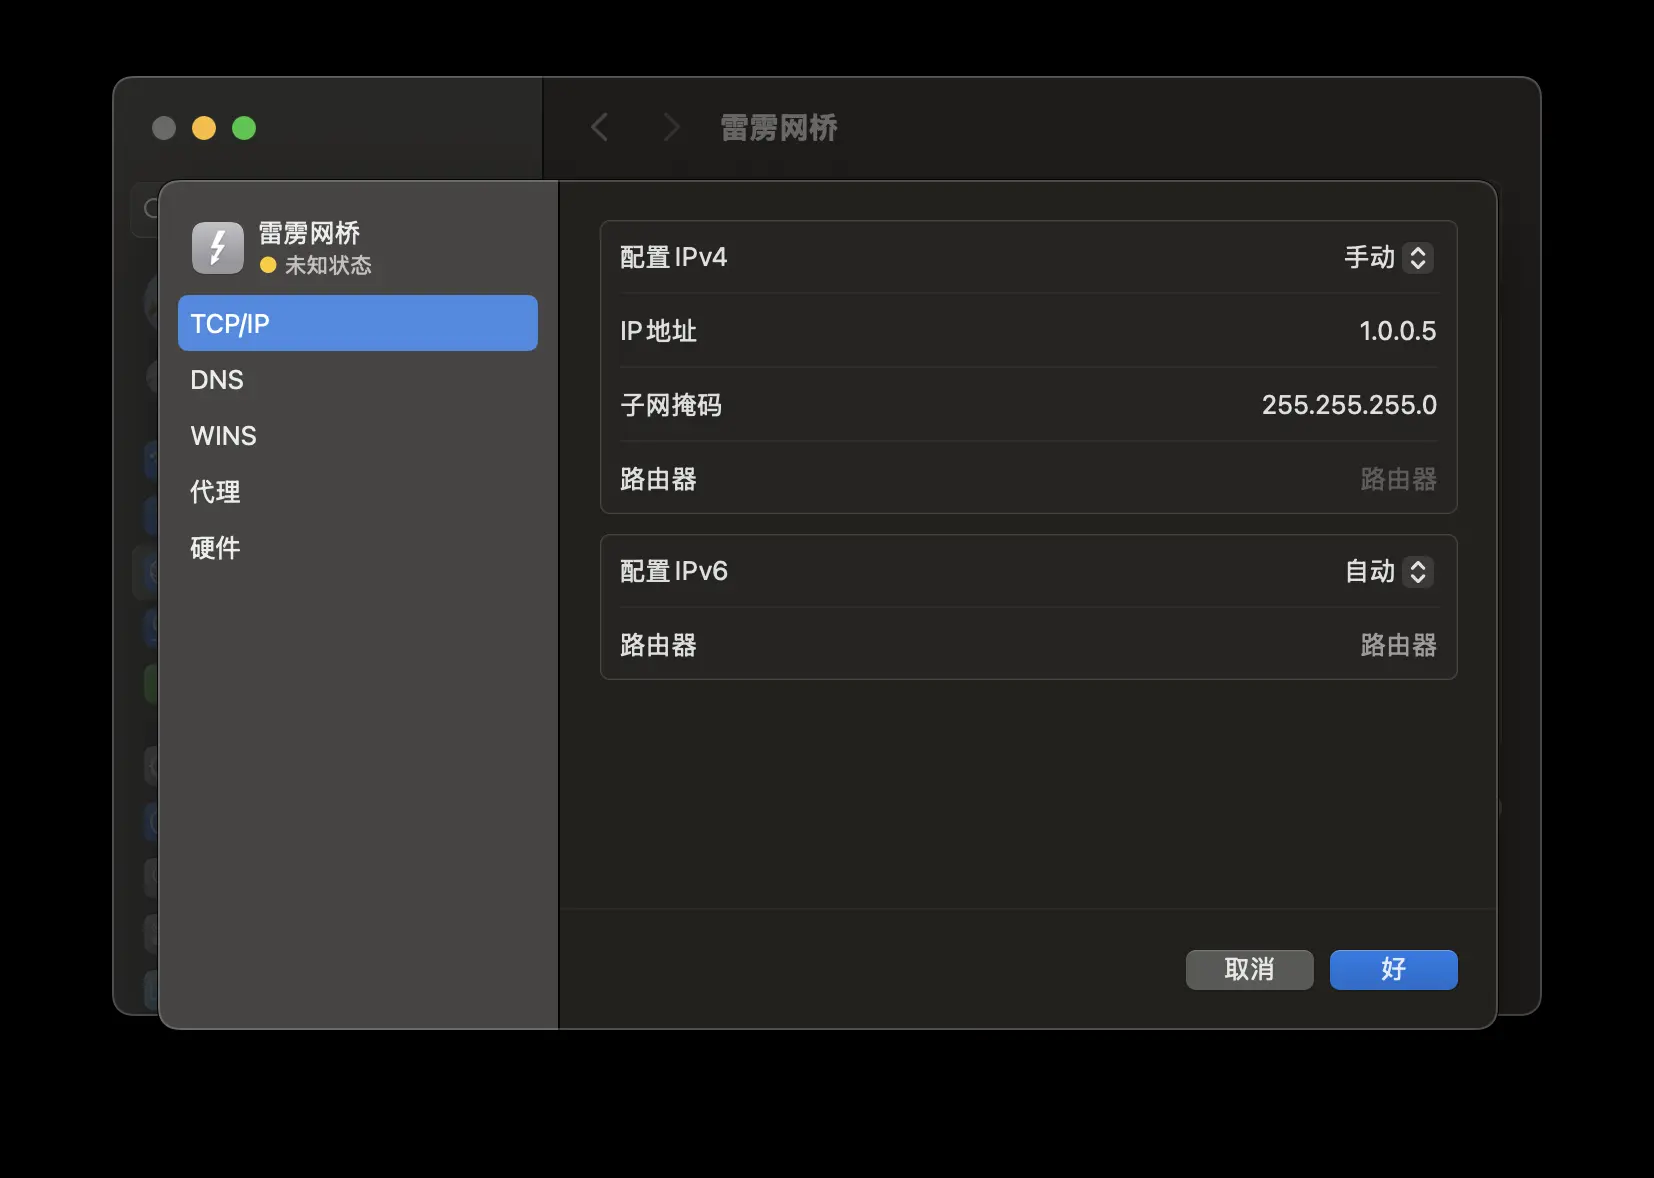 雷雳网桥
雷雳网桥
未知状态
TCP/IP
DNS
WINS
代理
硬件
配置 IPv4 手动
IP 地址 1.0.0.5
子网掩码 255.255.255.0
路由器 路由器
配置 IPv6 自动
路由器 路由器
取消 好